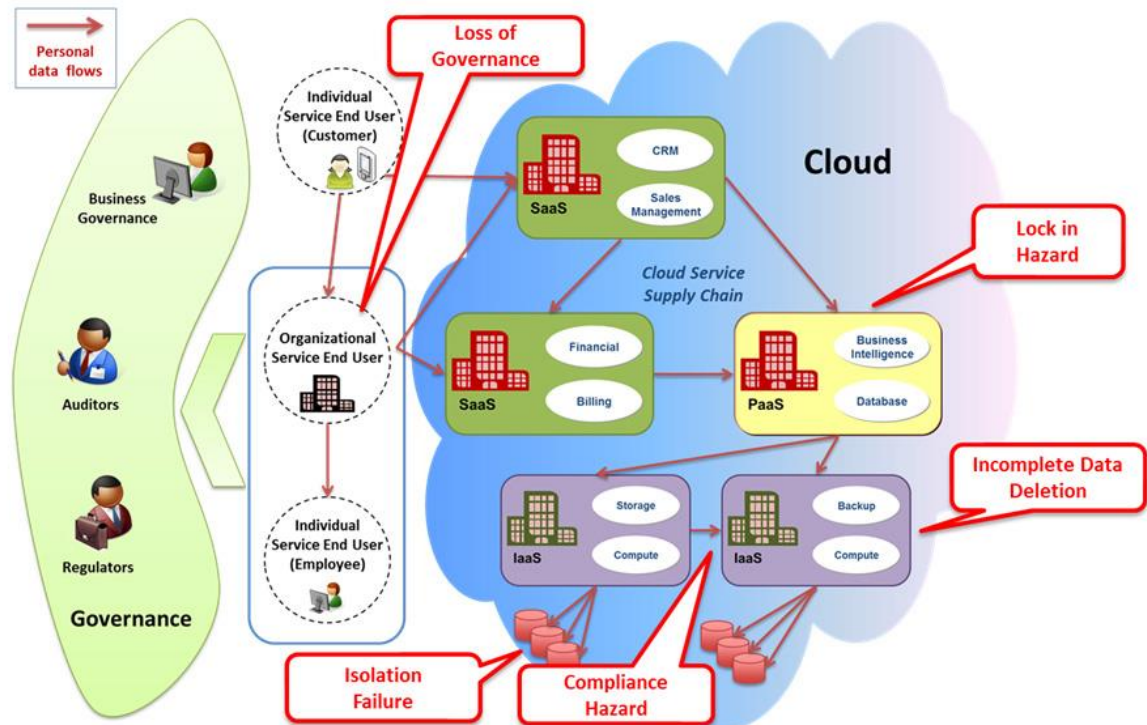 Personal
data flows
Loss of
Governance
Individual
Service End User
(Customer)
CRM
Sales
Management
SaaS
Cloud
Business
Governance
Lock in
Hazard
Cloud Service
Supply Chain
Organizational
Service End User
Financial
Billing
SaaS
Business
Intelligence
Database
PaaS
Auditors
Incomplete Data
Deletion
Storage
Compute
IaaS
Backup
Compute
IaaS
Individual
Service End User
(Employee)
Regulators
Governance
Isolation
Failure
Compliance
Hazard